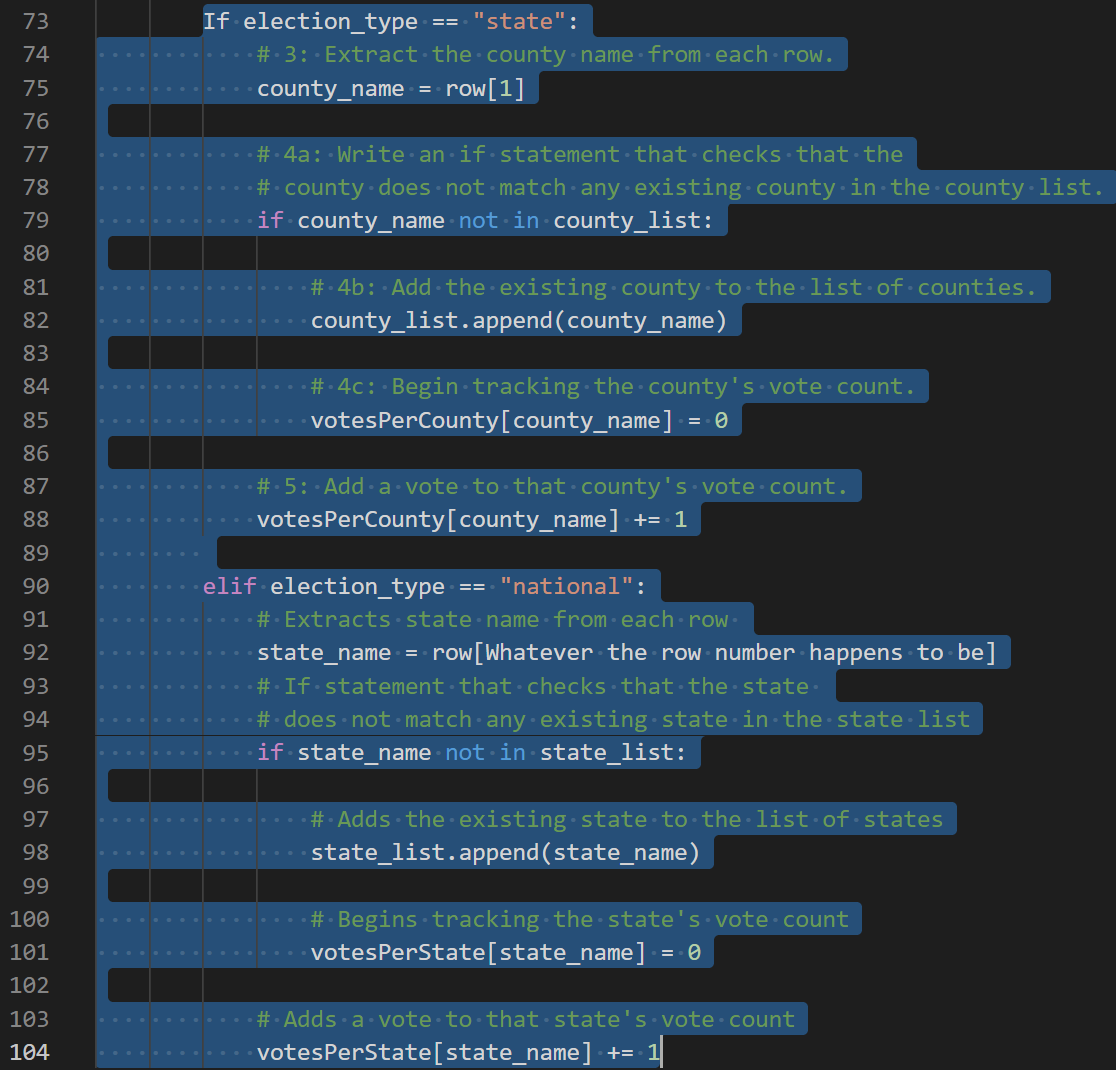 73 If election_type == "state":
74 # 3: Extract the county name from each row.
75 county_name = row[1]
76
77 # 4a: Write an if statement that checks that the
78 # county does not match any existing county in the county list.
79 if county_name not in county_list:
80
81 # 4b: Add the existing county to the list of counties.
82 county_list.append(county_name)
83
84 # 4c: Begin tracking the county's vote count.
85 votesPerCounty[county_name] = 0
86
87 # 5: Add a vote to that county's vote count.
88 votesPerCounty[county_name] += 1
89
90 elif election_type == "national":
91 # Extracts state name from each row
92 state_name = row[Whatever the row number happens to be]
93 # If statement that checks that the state
94 # does not match any existing state in the state list
95 if state_name not in state_list:
96
97 # Adds the existing state to the list of states
98 state_list.append(state_name)
99
100 # Begins tracking the state's vote count
101 votesPerState[state_name] = 0
102
103 # Adds a vote to that state's vote count
104 votesPerState[state_name] += 1